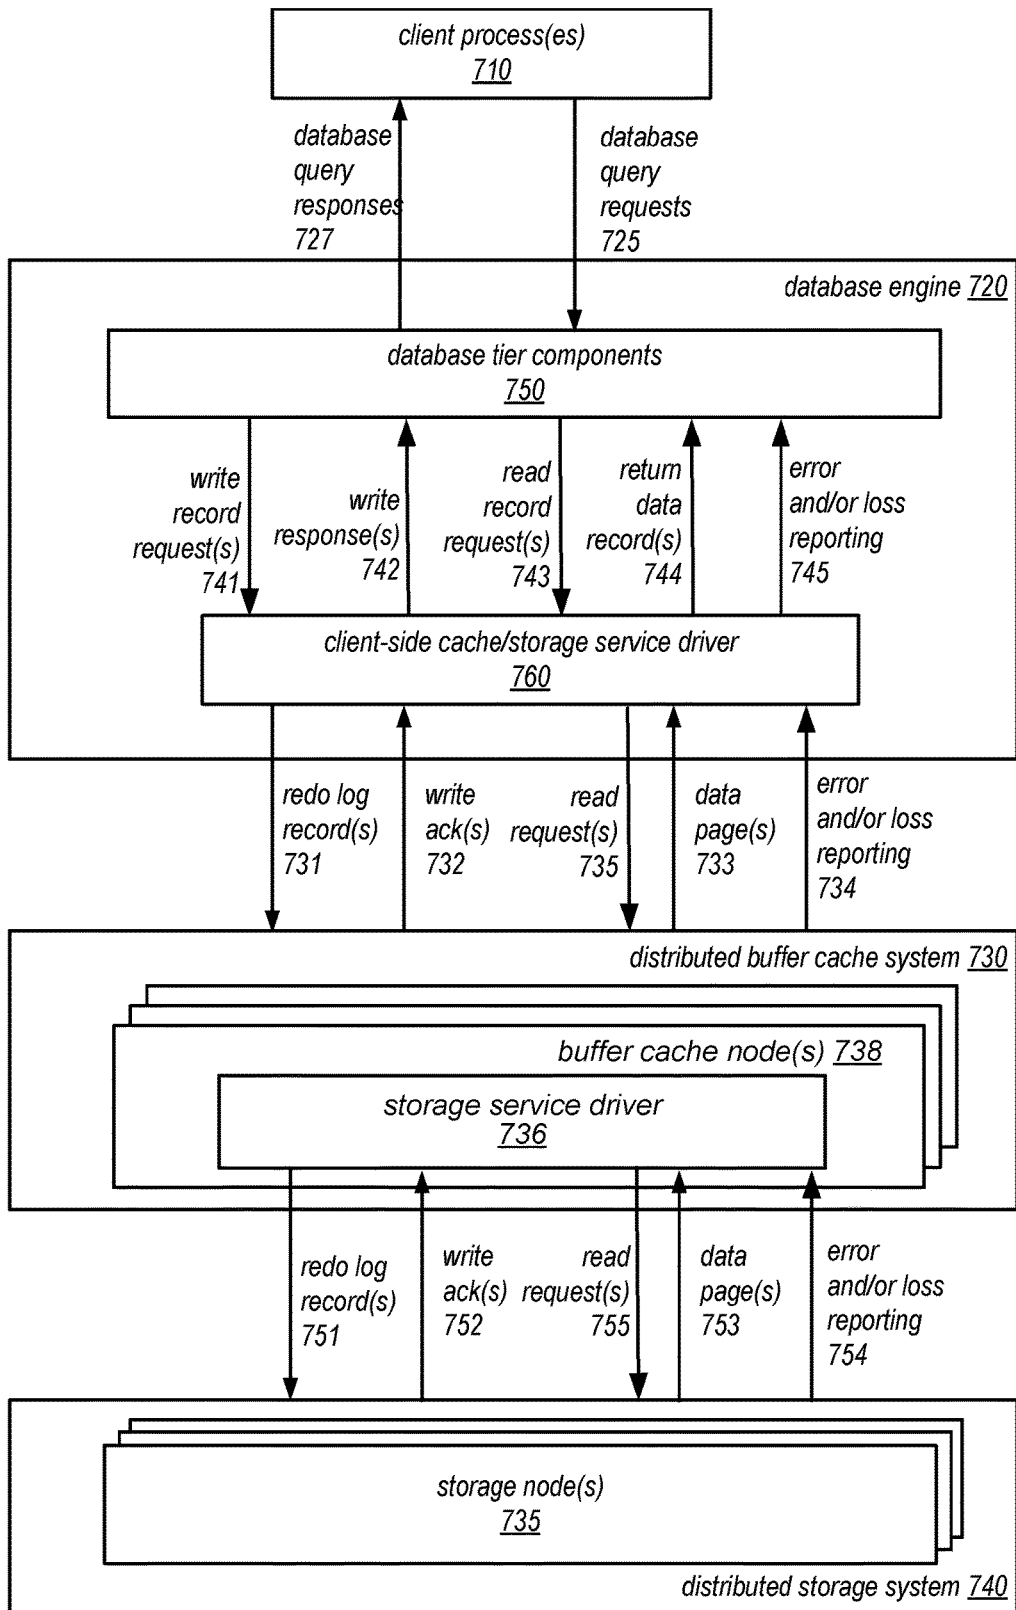 client process(es)
710
database
query
responses
727
database
query
requests
725
database engine 720
database tier components
750
write
record
request(s)
741
write
response(s)
742
read
record
request(s)
743
return
data
record(s)
744
error
and/or loss
reporting
745
client-side cache/storage service driver
760
redo log
record(s)
731
write
ack(s)
732
read
request(s)
735
data
page(s)
733
error
and/or loss
reporting
734
distributed buffer cache system 730
buffer cache node(s) 738
storage service driver
736
redo log
record(s)
751
write
ack(s)
752
read
request(s)
755
data
page(s)
753
error
and/or loss
reporting
754
storage node(s)
735
distributed storage system 740